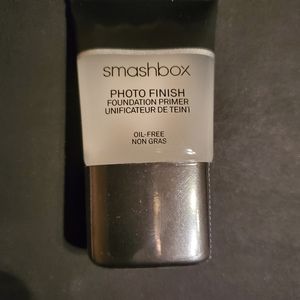 smashbox
PHOTO FINISH
FOUNDATION PRIMER
UNIFICATEUR DE TEINT
OIL-FREE
NON GRAS